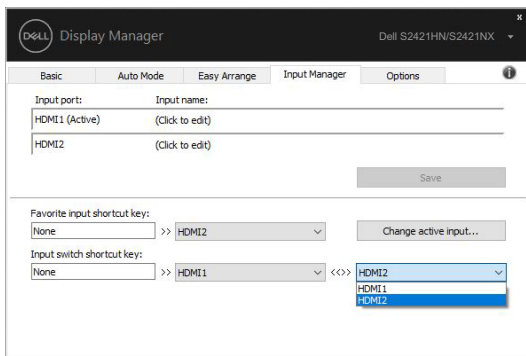 x
DELL Display Manager Dell S2421HN/S2421NX
Basic Auto Mode Easy Arrange Input Manager Options i
Input port: Input name:
HDMI1 (Active) (Click to edit)
HDMI2 (Click to edit)
Save
Favorite input shortcut key:
None >> HDMI2 Change active input...
Input switch shortcut key:
None >> HDMI1 <<>> HDMI2
HDMI1
HDMI2